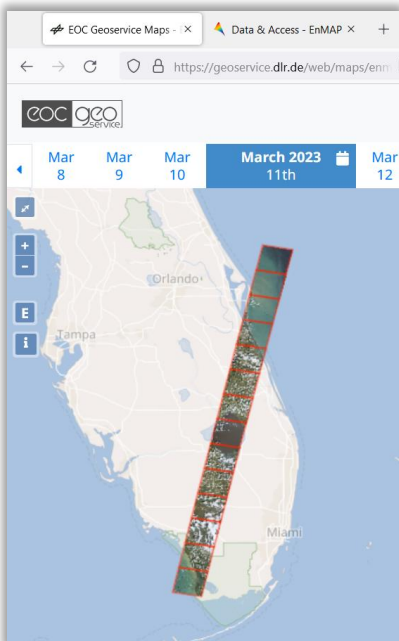 EOC Geoservice Maps -
Data & Access - EnMAP
https://geoservice.dlr.de/web/maps/enm
eoc geo
service
Mar
8
Mar
9
Mar
10
March 2023
11th
Mar
12
Orlando
E
i
Tampa
Miami